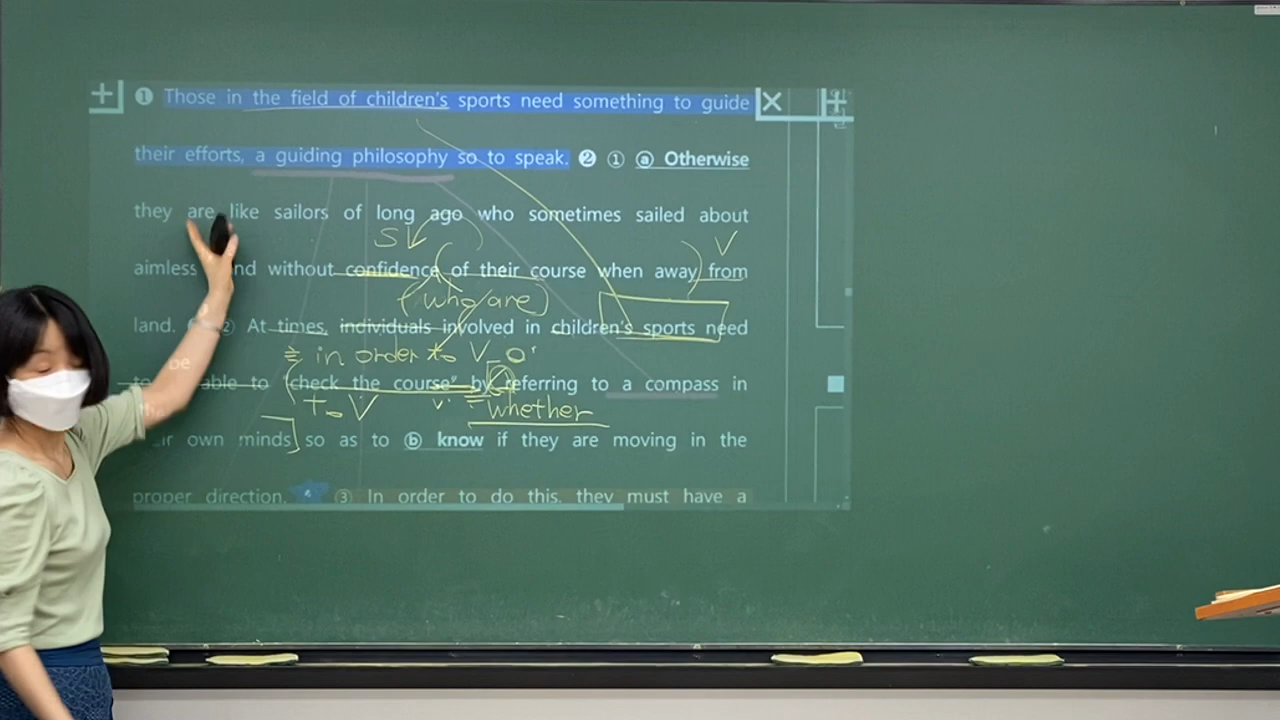 ❶ Those in the field of children's sports need something to guide
their efforts, a guiding philosophy so to speak. ❷ ① ⓐ Otherwise
they are like sailors of long ago who sometimes sailed about
S V V
aimless nd without confidence of their course when away from
(who/are)
land. ② At times, individuals involved in children's sports need
= in order to V O
be
to able to (check the course" by referring to a compass in
to V v. = whether
own minds] so as to ⓑ know if they are moving in the
proper direction. ③ In order to do this, they must have a